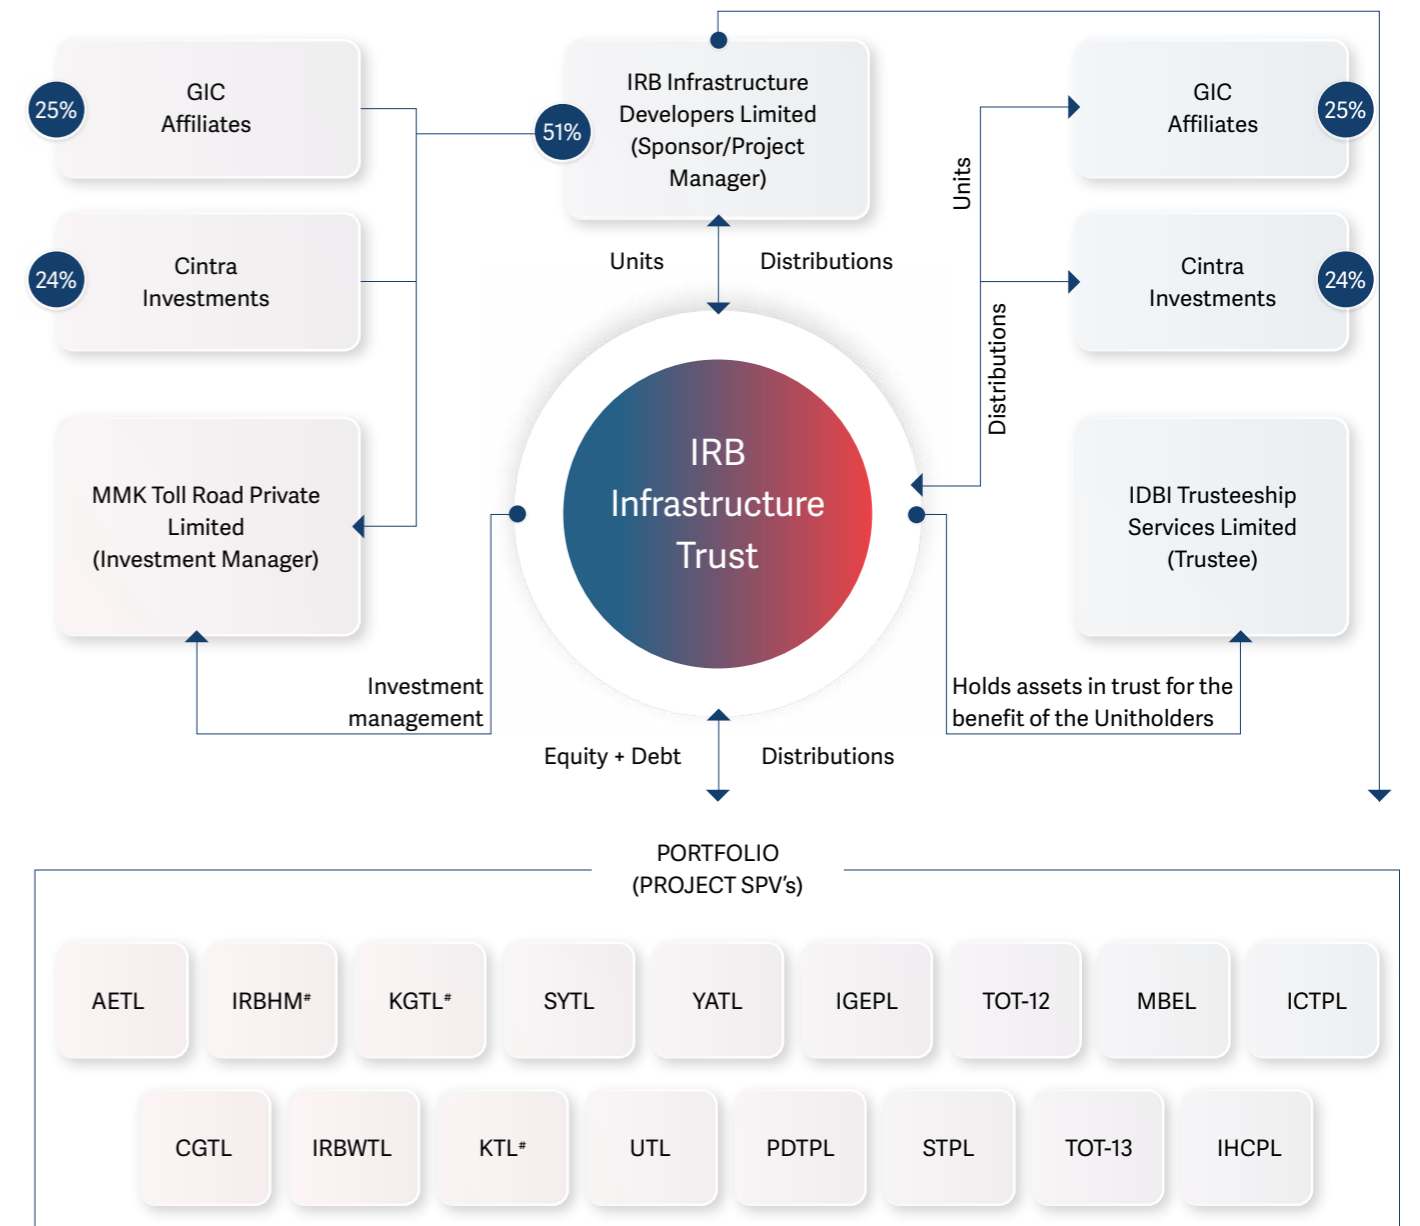 25%
GIC
Affiliates
51%
IRB Infrastructure
Developers Limited
(Sponsor/Project
Manager)
GIC
Affiliates
25%
24%
Cintra
Investments
Units
Distributions
Units
Distributions
Cintra
Investments
24%
MMK Toll Road Private
Limited
(Investment Manager)
IRB
Infrastructure
Trust
IDBI Trusteeship
Services Limited
(Trustee)
Investment
management
Holds assets in trust for the
benefit of the Unitholders
Equity + Debt
Distributions
PORTFOLIO
(PROJECT SPV's)
AETL
IRBHM#
KGTL#
SYTL
YATL
IGEPL
TOT-12
MBEL
ICTPL
CGTL
IRBWTL
KTL#
UTL
PDTPL
STPL
TOT-13
IHCPL